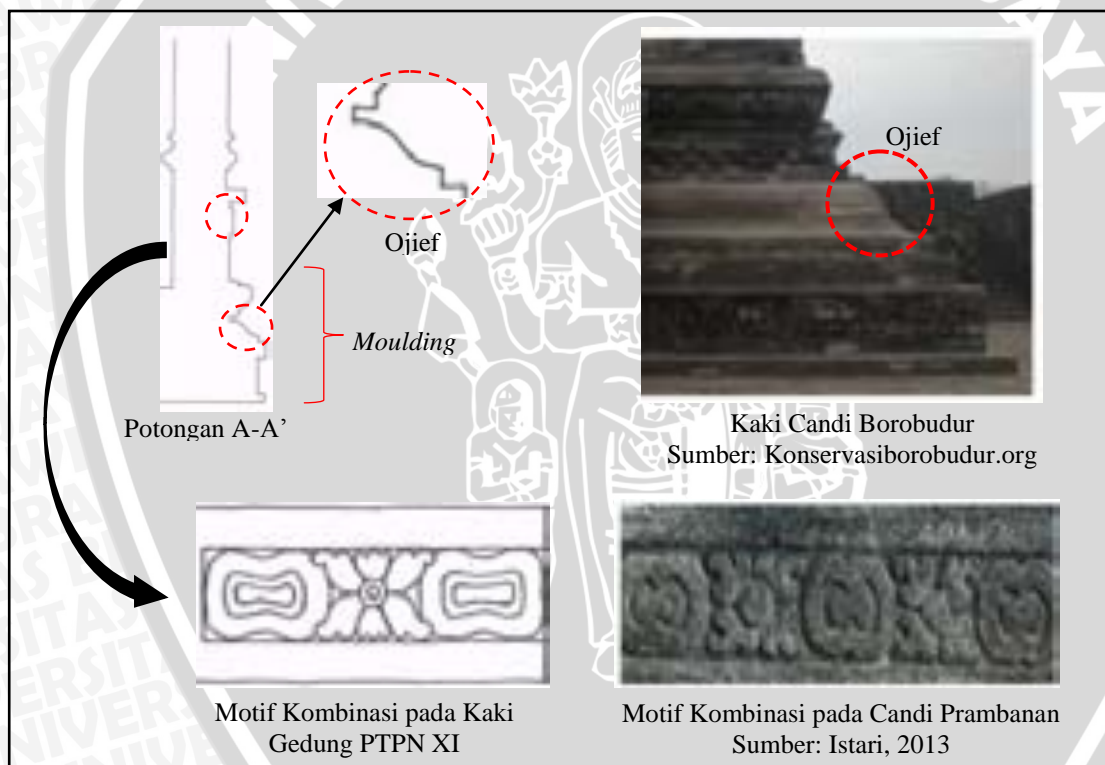 Ojief
Ojief
Moulding
Potongan A-A’
Kaki Candi Borobudur
Sumber: Konservasiborobudur.org
Motif Kombinasi pada Kaki
Gedung PTPN XI
Motif Kombinasi pada Candi Prambanan
Sumber: Istari, 2013